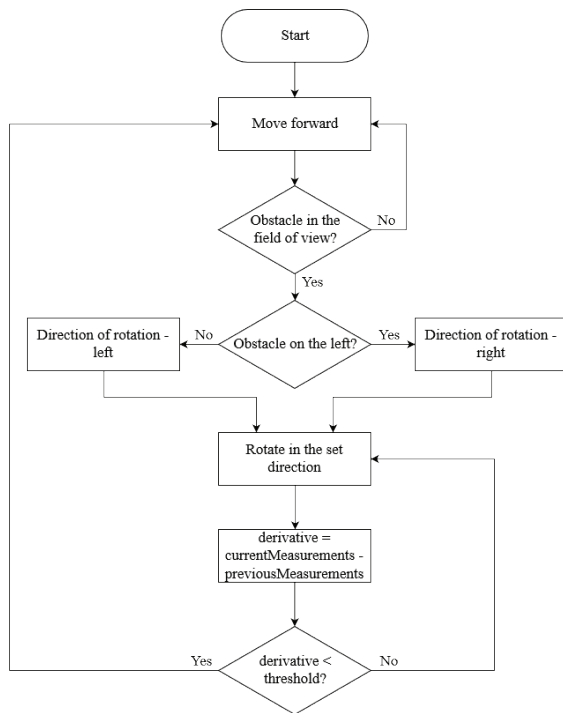 Start
Move forward
Obstacle in the
field of view?
No
Yes
Direction of rotation -
left
No
Obstacle on the left?
Yes
Direction of rotation -
right
Rotate in the set
direction
derivative =
currentMeasurements -
previousMeasurements
Yes
derivative <
threshold?
No